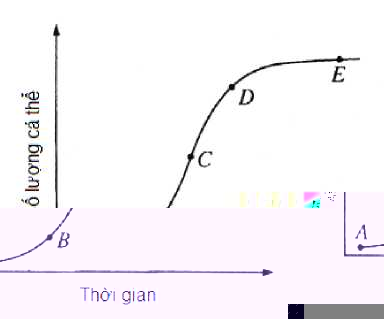 ố lượng cá thể
E
D
C
B
A
Thời gian